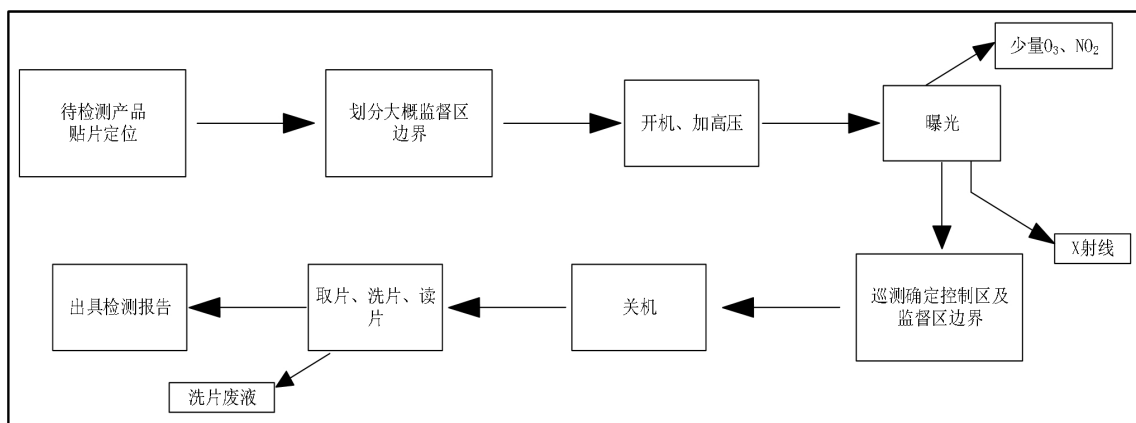 少量O₃、NO₂
待检测产品
贴片定位
划分大概监督区
边界
开机、加高压
曝光
X射线
出具检测报告
取片、洗片、读
片
关机
巡测确定控制区及
监督区边界
洗片废液